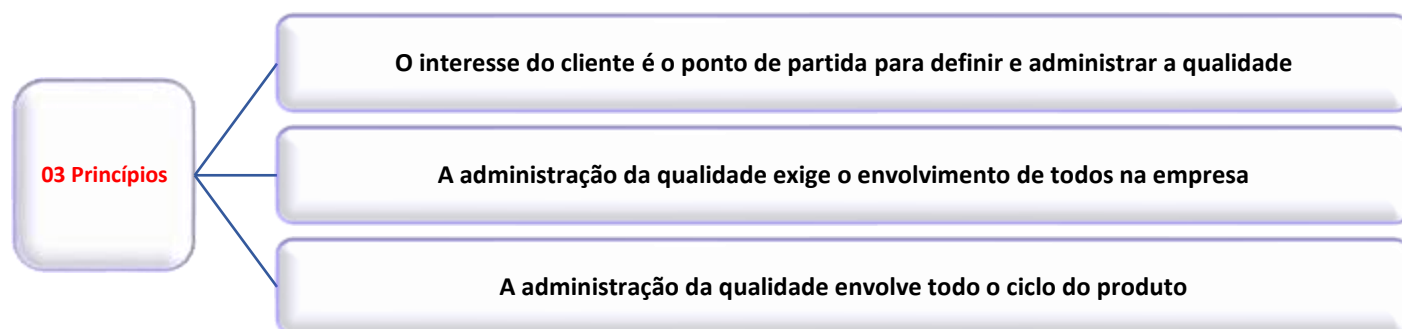 O interesse do cliente é o ponto de partida para definir e administrar a qualidade
03 Princípios
A administração da qualidade exige o envolvimento de todos na empresa
A administração da qualidade envolve todo o ciclo do produto